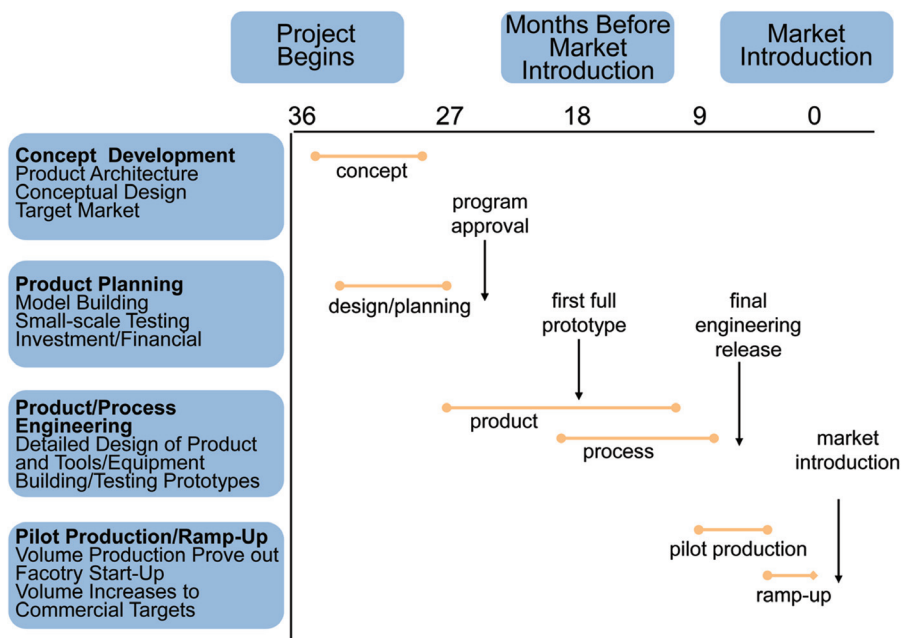 Project
Begins
Months Before
Market
Introduction
Market
Introduction
36
27
18
9
0
Concept Development
Product Architecture
Conceptual Design
Target Market
concept
program
approval
Product Planning
Model Building
Small-scale Testing
Investment/Financial
design/planning
first full
prototype
final
engineering
release
Product/Process
Engineering
Detailed Design of Product
and Tools/Equipment
Building/Testing Prototypes
product
process
market
introduction
Pilot Production/Ramp-Up
Volume Production Prove out
Facotry Start-Up
Volume Increases to
Commercial Targets
pilot production
ramp-up